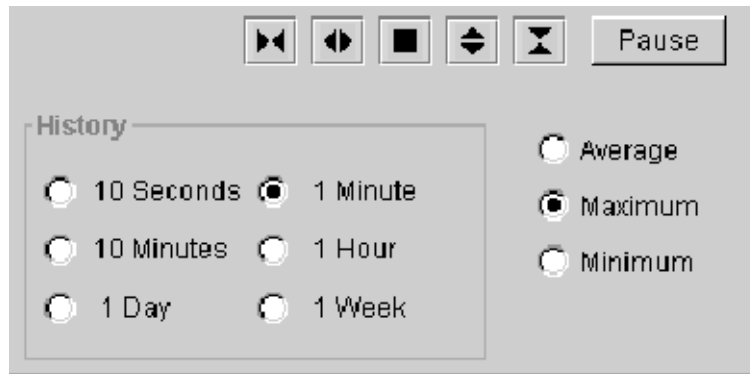 Pause
History
10 Seconds 1 Minute
10 Minutes 1 Hour
1 Day 1 Week
Average
Maximum
Minimum